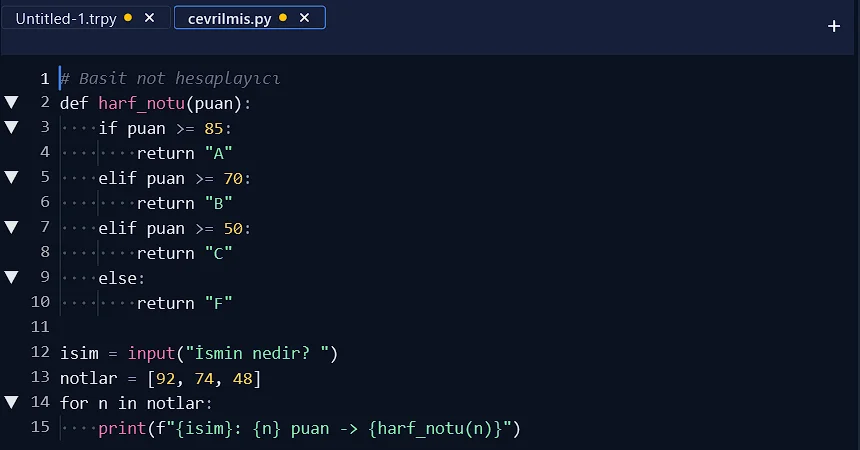 Untitled-1.trpy ● ✕ cevrilmis.py ● ✕ +
1 # Basit not hesaplayıcı
2 def harf_notu(puan):
3     if puan >= 85:
4         return "A"
5     elif puan >= 70:
6         return "B"
7     elif puan >= 50:
8         return "C"
9     else:
10         return "F"
11
12 isim = input("İsmin nedir? ")
13 notlar = [92, 74, 48]
14 for n in notlar:
15     print(f"{isim}: {n} puan -> {harf_notu(n)}")